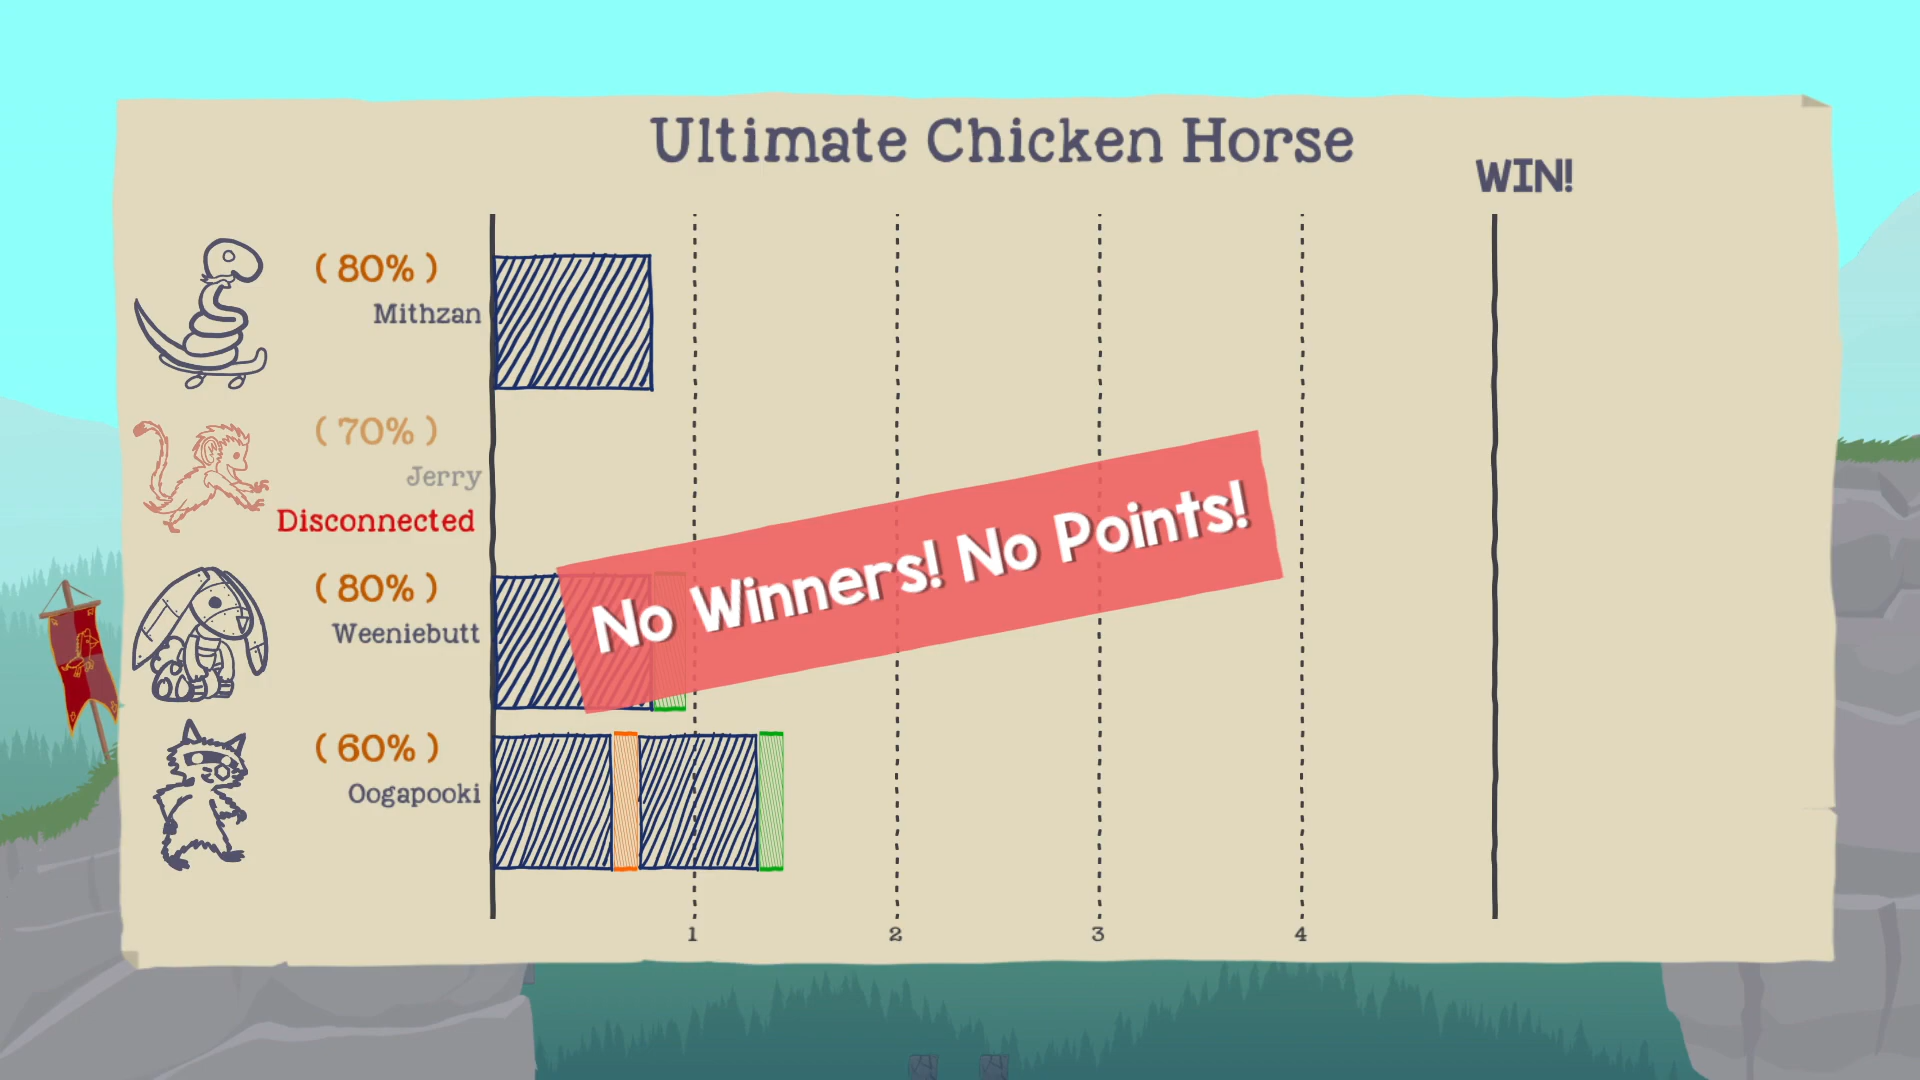 Ultimate Chicken Horse
WIN!
( 80% )
Mithzan
( 70% )
Jerry
Disconnected
( 80% )
Weeniebutt
( 60% )
Oogapooki
No Winners! No Points!
1 2 3 4